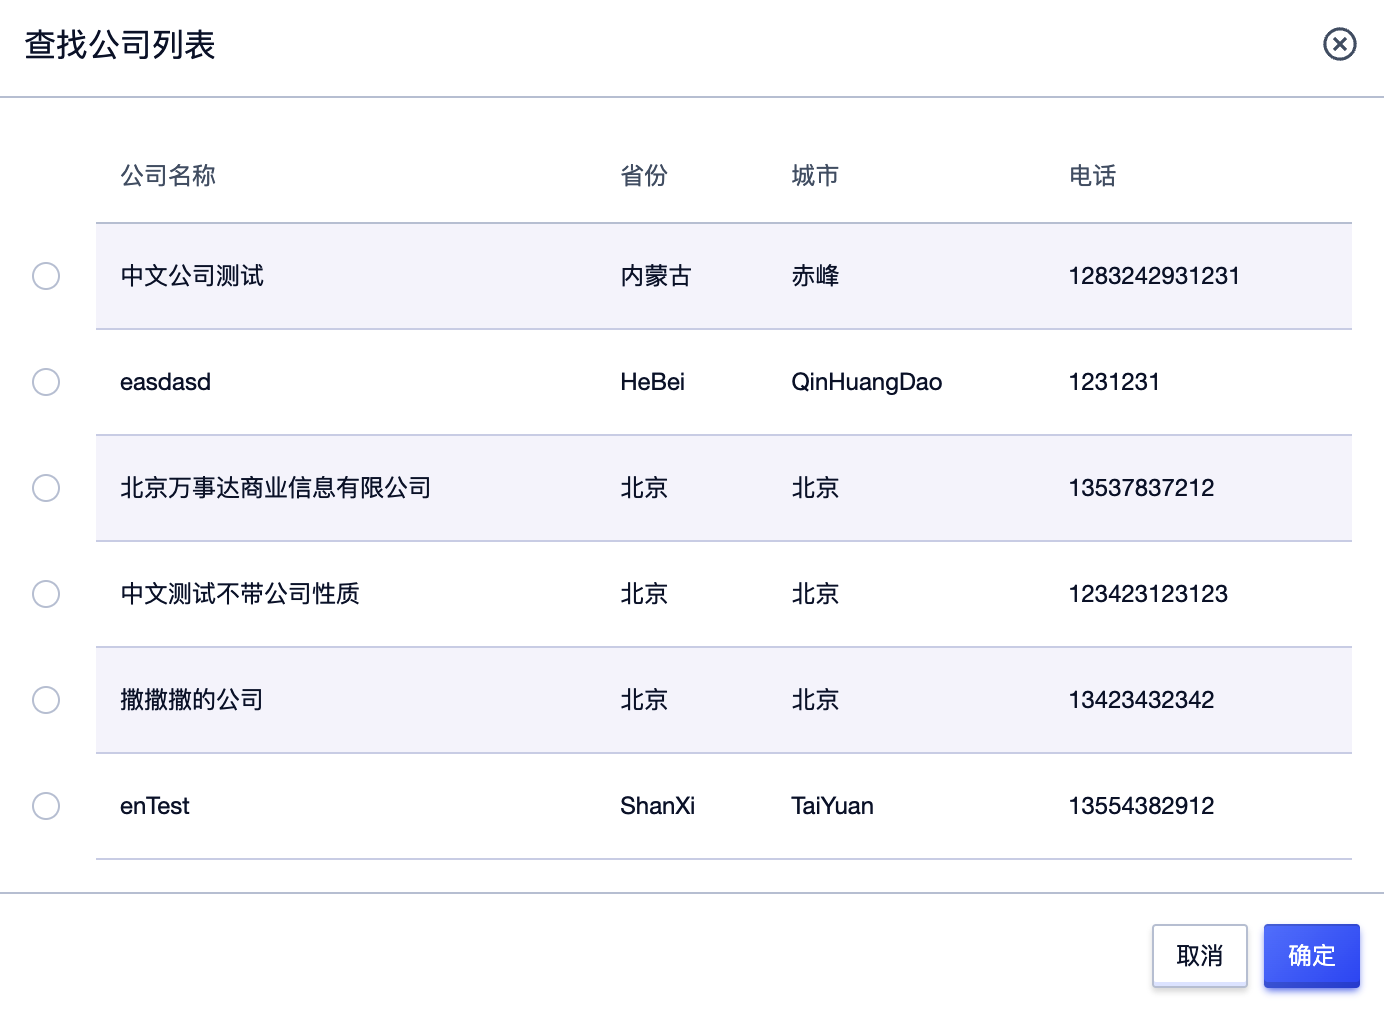 查找公司列表
公司名称 省份 城市 电话
中文公司测试 内蒙古 赤峰 1283242931231
easdasd HeBei QinHuangDao 1231231
北京万事达商业信息有限公司 北京 北京 13537837212
中文测试不带公司性质 北京 北京 123423123123
撒撒撒的公司 北京 北京 13423432342
enTest ShanXi TaiYuan 13554382912
取消 确定